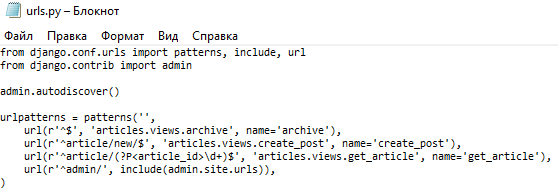 urls.py – Блокнот
Файл Правка Формат Вид Справка
from django.conf.urls import patterns, include, url
from django.contrib import admin

admin.autodiscover()

urlpatterns = patterns('',
    url(r'^$', 'articles.views.archive', name='archive'),
    url(r'^article/new/$', 'articles.views.create_post', name='create_post'),
    url(r'^article/(?P<article_id>\d+)$', 'articles.views.get_article', name='get_article'),
    url(r'^admin/', include(admin.site.urls)),
)